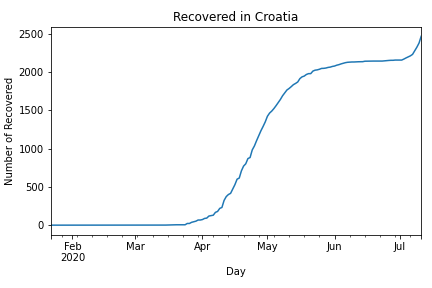 Recovered in Croatia
Number of Recovered
2500
2000
1500
1000
500
0
Feb
2020
Mar
Apr
May
Jun
Jul
Day